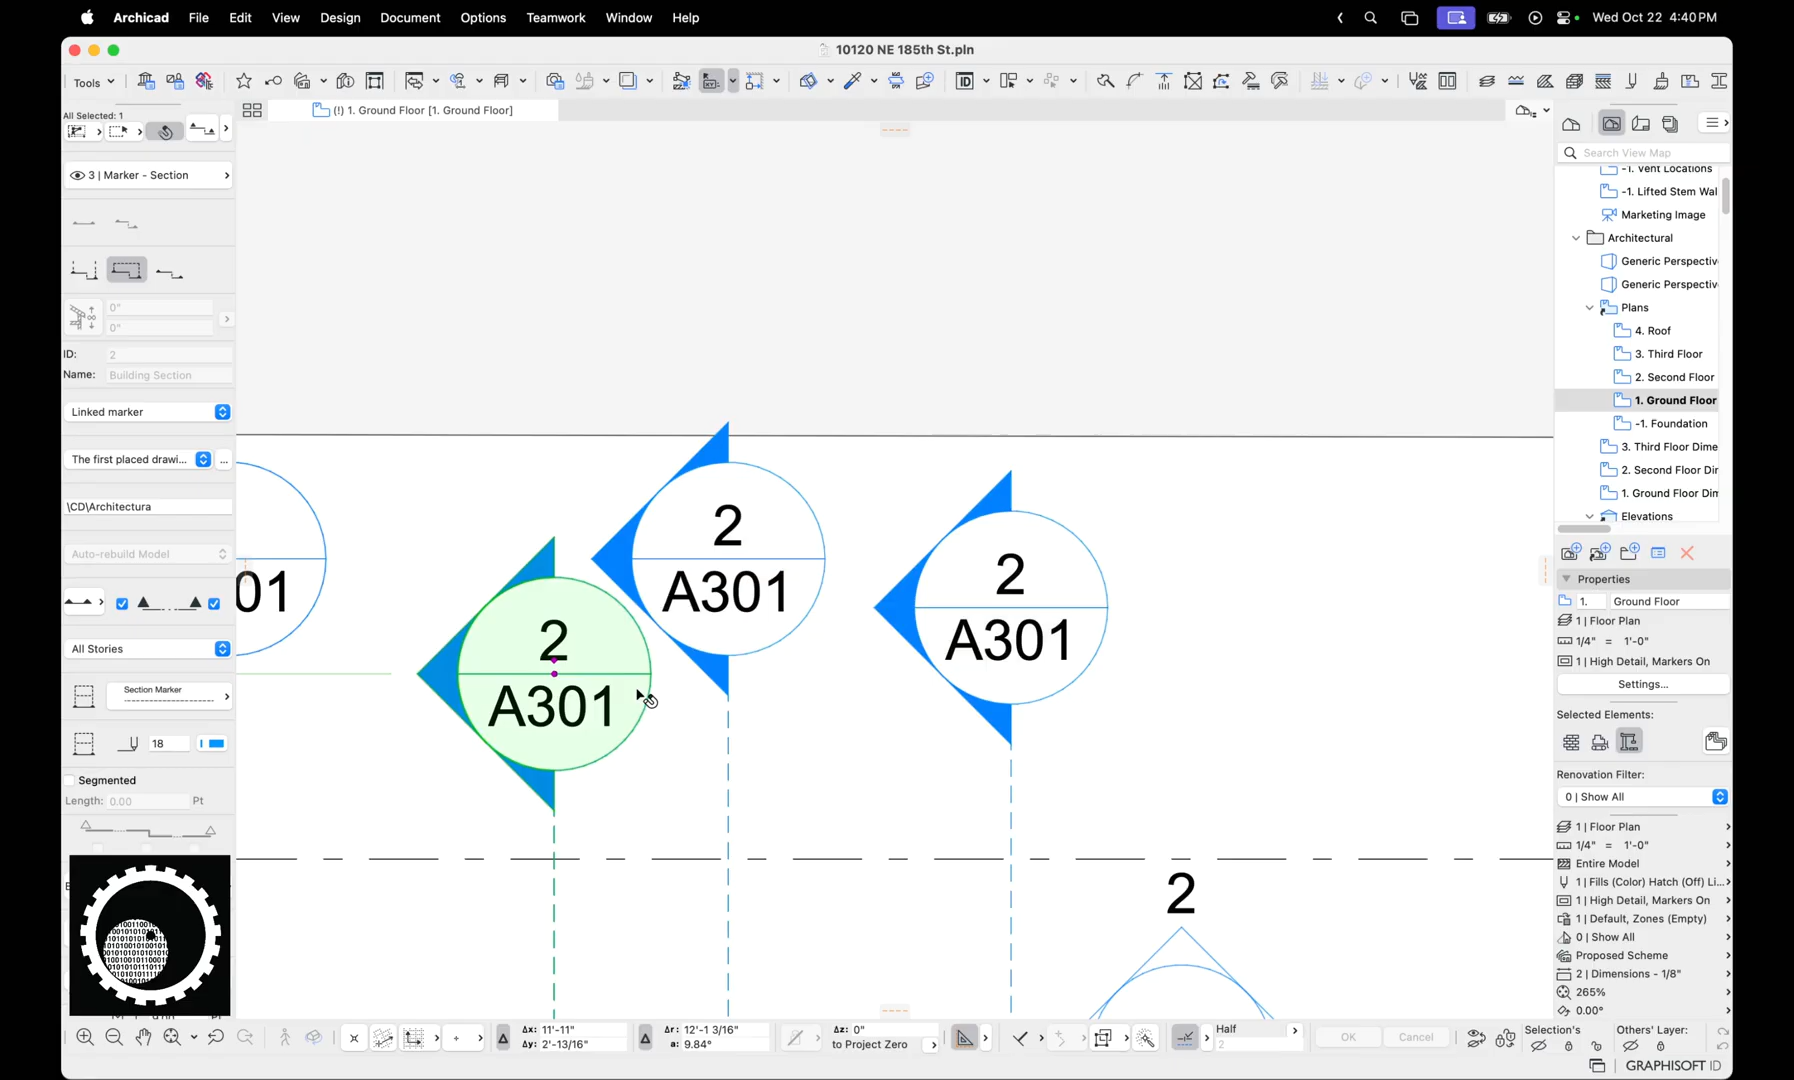 Archicad File Edit View Design Document Options Teamwork Window Help
Wed Oct 22 4:40 PM
10120 NE 185th St.pln
Tools
(!) 1. Ground Floor [1. Ground Floor]
All Selected: 1
3 | Marker - Section
0"
0"
ID: 2
Name: Building Section
Linked marker
The first placed drawi... ...
\CD\Architectura
Auto-rebuild Model
All Stories
Section Marker
18
Segmented
Length: 0.00 Pt
01
2
A301
2
A301
2
A301
2
Search View Map
-1. Vent Locations
-1. Lifted Stem Wal
Marketing Image
Architectural
Generic Perspectiv
Generic Perspectiv
Plans
4. Roof
3. Third Floor
2. Second Floor
1. Ground Floor
-1. Foundation
3. Third Floor Dime
2. Second Floor Dir
1. Ground Floor Dim
Elevations
Properties
1. Ground Floor
1 | Floor Plan
1/4" = 1'-0"
1 | High Detail, Markers On
Settings...
Selected Elements:
Renovation Filter:
0 | Show All
1 | Floor Plan
1/4" = 1'-0"
Entire Model
1 | Fills (Color) Hatch (Off) Li...
1 | High Detail, Markers On
1 | Default, Zones (Empty)
0 | Show All
Proposed Scheme
2 | Dimensions - 1/8"
265%
0.00°
Δx: 11'-11"
Δy: 2'-13/16"
Δr: 12'-1 3/16"
a: 9.84°
Δz: 0"
to Project Zero
Half
2
OK
Cancel
Selection's
Others' Layer:
GRAPHISOFT ID